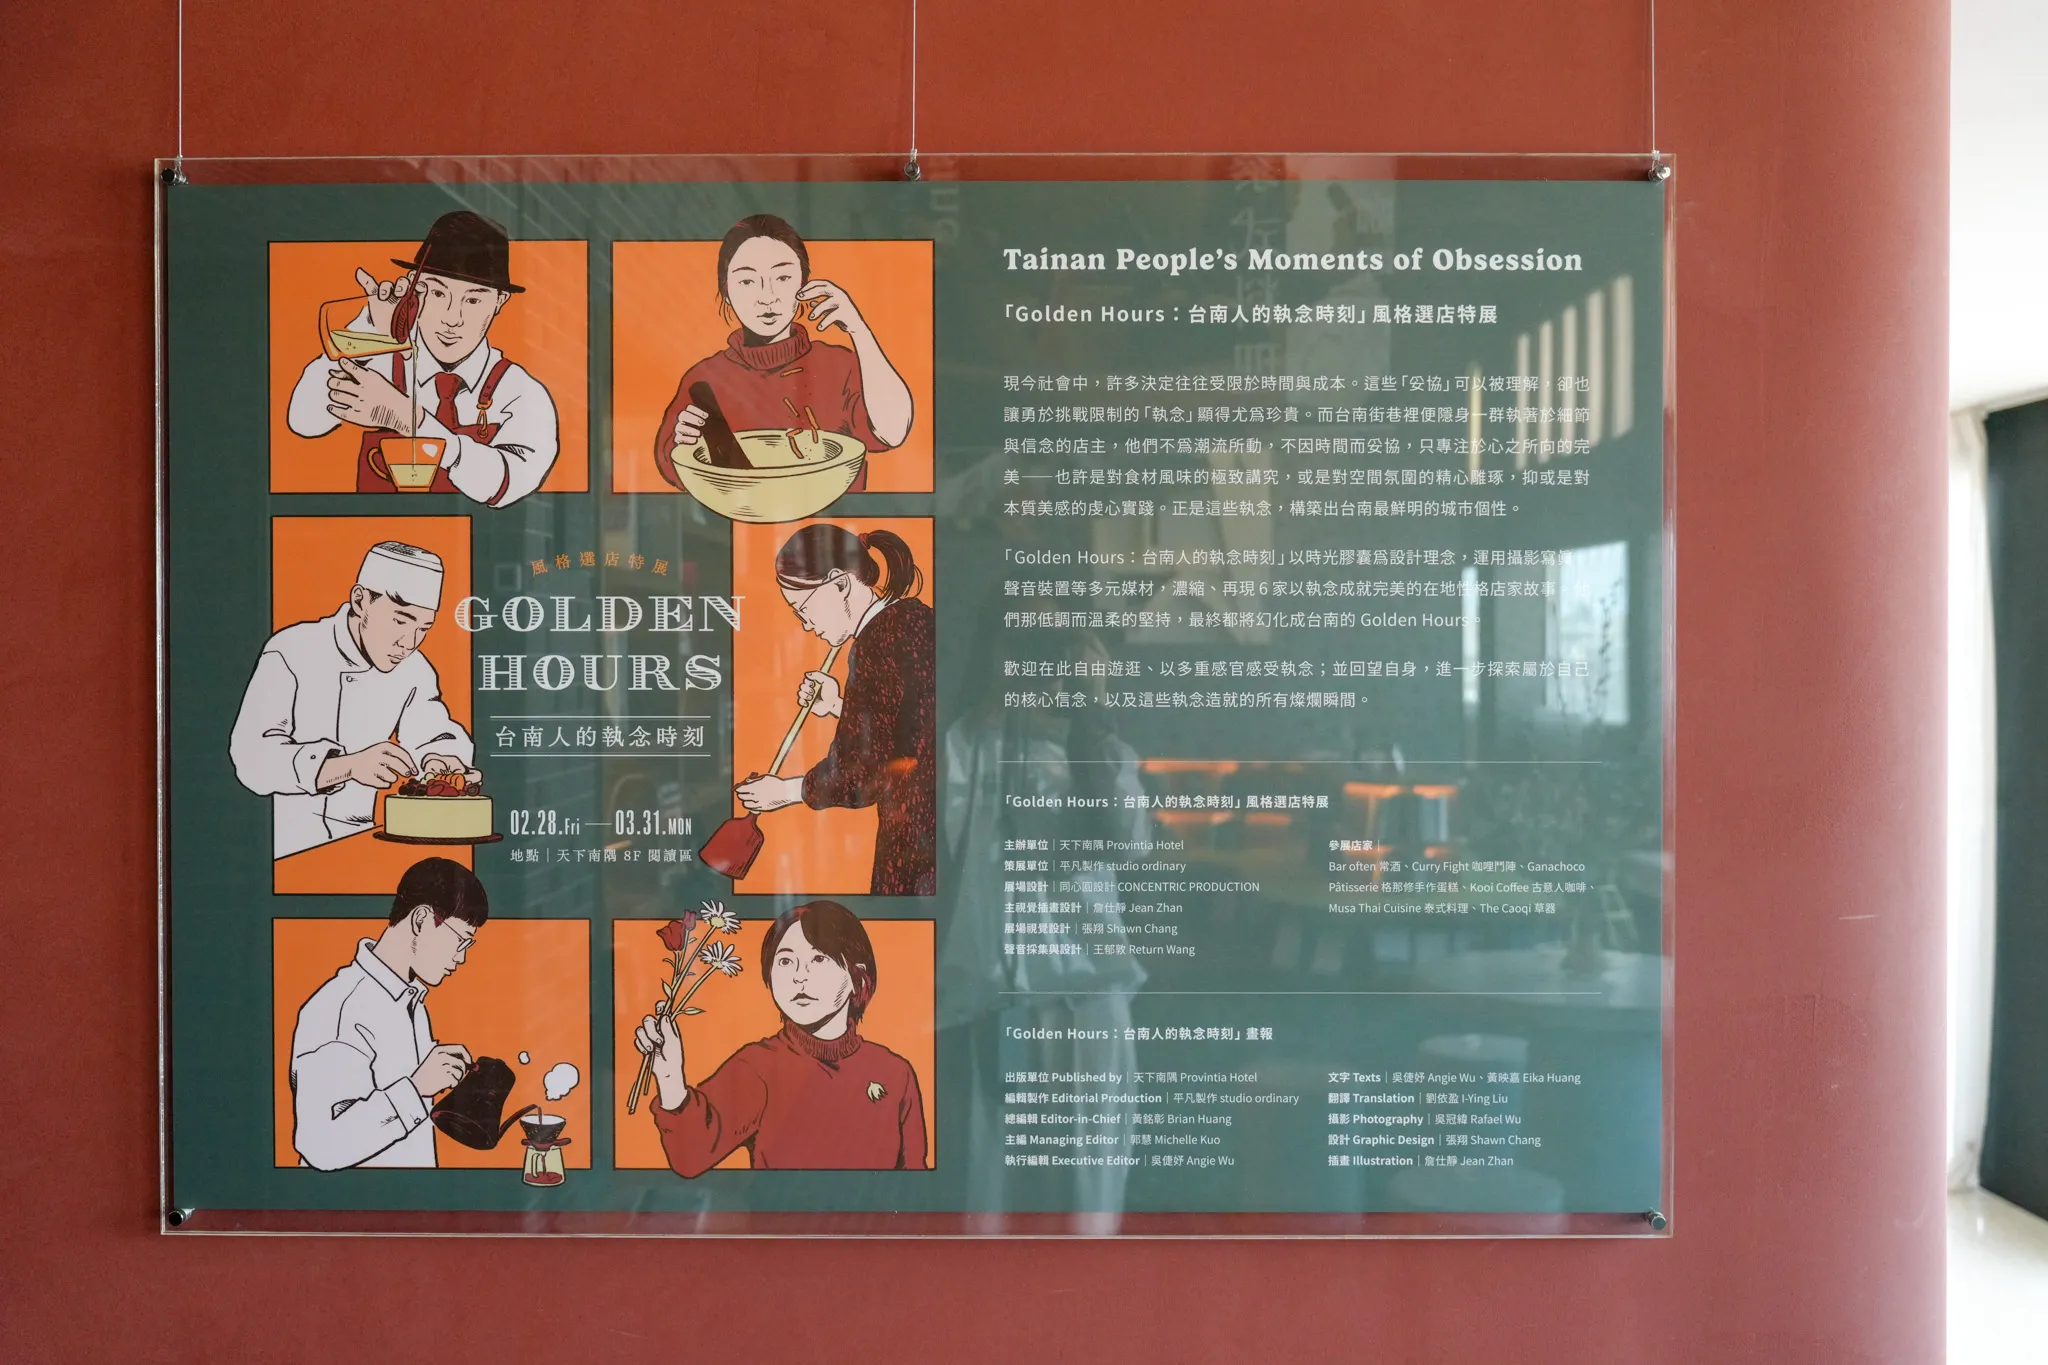 風格選店特展
GOLDEN
HOURS
台南人的執念時刻
02.28.Fri — 03.31.MON
地點｜天下南隅 8F 閱讀區
Tainan People's Moments of Obsession
「Golden Hours：台南人的執念時刻」風格選店特展
現今社會中，許多決定往往受限於時間與成本。這些「妥協」可以被理解，卻也
讓勇於挑戰限制的「執念」顯得尤為珍貴。而台南街巷裡便隱身一群執著於細節
與信念的店主，他們不為潮流所動，不因時間而妥協，只專注於心之所向的完
美——也許是對食材風味的極致講究，或是對空間氛圍的精心雕琢，抑或是對
本質美感的虔心實踐。正是這些執念，構築出台南最鮮明的城市個性。
「Golden Hours：台南人的執念時刻」以時光膠囊為設計理念，運用攝影寫真、
聲音裝置等多元媒材，濃縮、再現 6 家以執念成就完美的在地性格店家故事。他
們那低調而溫柔的堅持，最終都將幻化成台南的 Golden Hours。
歡迎在此自由遊逛、以多重感官感受執念；並回望自身，進一步探索屬於自己
的核心信念，以及這些執念造就的所有燦爛瞬間。
「Golden Hours：台南人的執念時刻」風格選店特展
主辦單位｜天下南隅 Provintia Hotel
策展單位｜平凡製作 studio ordinary
展場設計｜同心圓設計 CONCENTRIC PRODUCTION
主視覺插畫設計｜詹仕靜 Jean Zhan
展場視覺設計｜張翔 Shawn Chang
聲音採集與設計｜王郁敦 Return Wang
參展店家｜
Bar often 常酒、Curry Fight 咖哩鬥陣、Ganachoco
Pâtisserie 格那修手作蛋糕、Kooi Coffee 古意人咖啡、
Musa Thai Cuisine 泰式料理、The Caoqi 草器
「Golden Hours：台南人的執念時刻」畫報
出版單位 Published by｜天下南隅 Provintia Hotel
編輯製作 Editorial Production｜平凡製作 studio ordinary
總編輯 Editor-in-Chief｜黃銘彰 Brian Huang
主編 Managing Editor｜郭慧 Michelle Kuo
執行編輯 Executive Editor｜吳倢妤 Angie Wu
文字 Texts｜吳倢妤 Angie Wu、黃映嘉 Eika Huang
翻譯 Translation｜劉依盈 I-Ying Liu
攝影 Photography｜吳冠緯 Rafael Wu
設計 Graphic Design｜張翔 Shawn Chang
插畫 Illustration｜詹仕靜 Jean Zhan